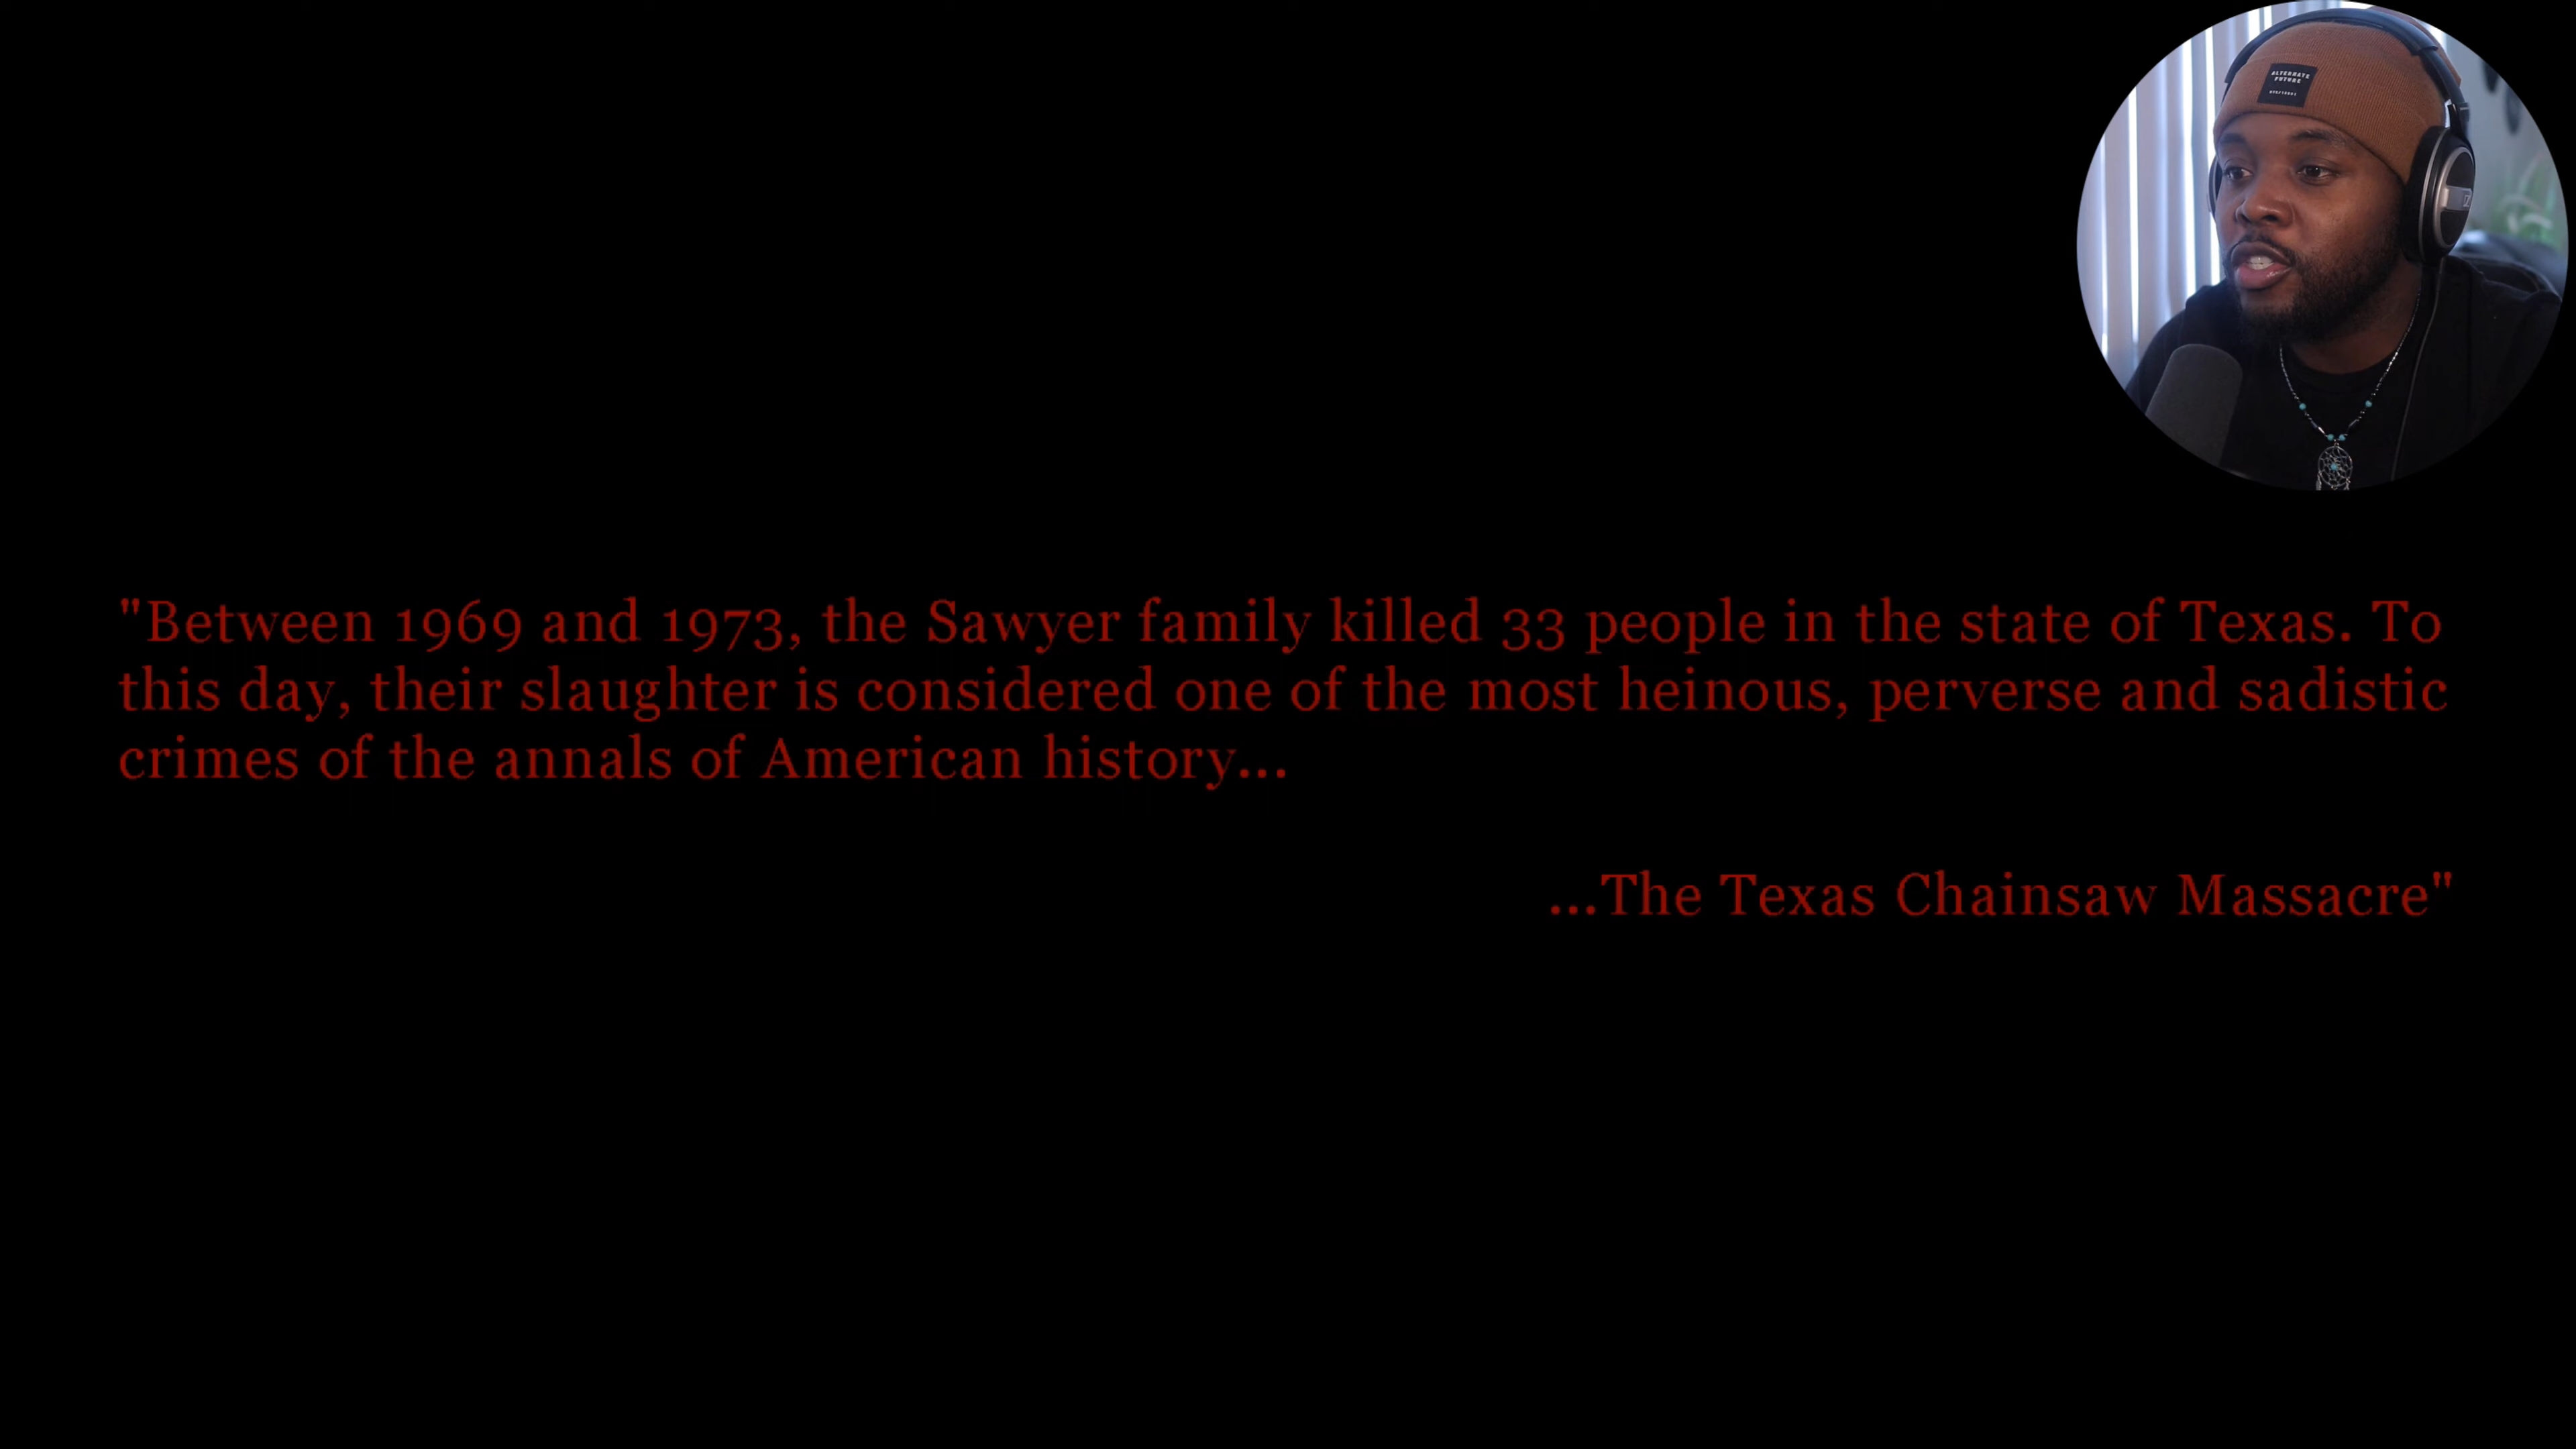 ALTERNATE
FUTURE
"Between 1969 and 1973, the Sawyer family killed 33 people in the state of Texas. To
this day, their slaughter is considered one of the most heinous, perverse and sadistic
crimes of the annals of American history...
...The Texas Chainsaw Massacre"